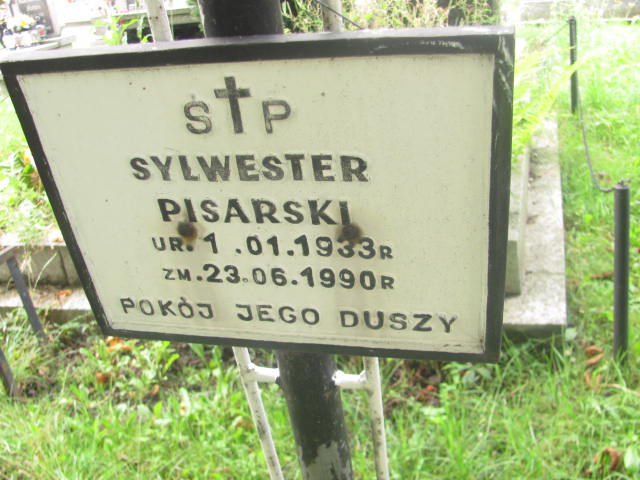 Ś P
SYLWESTER
PISARSKI
UR. 1 .01.1933R
ZM. 23.06.1990R
POKÓJ JEGO DUSZY